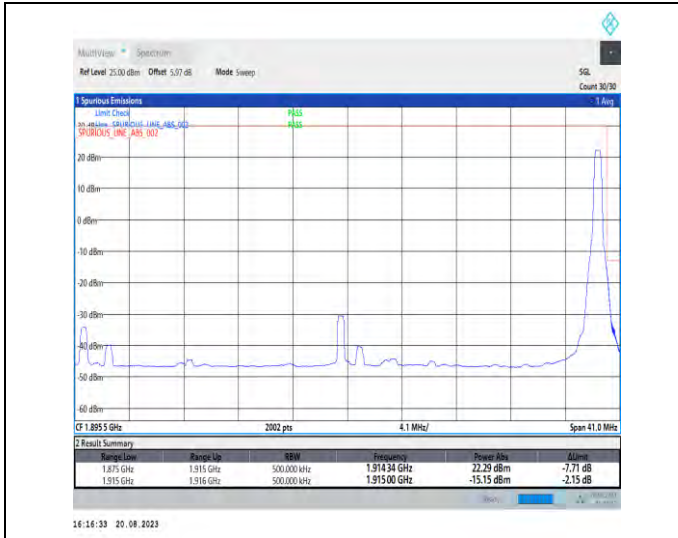 MultiView Spectrum
Ref Level 25.00 dBm Offset 5.97 dB Mode Sweep SGL
Count 30/30
1 Spurious Emissions 1 Avg
Limit Check PASS
Line _SPURIOUS_LINE_ABS_002 PASS
SPURIOUS_LINE_ABS_002
20 dBm
10 dBm
0 dBm
-10 dBm
-20 dBm
-30 dBm
-40 dBm
-50 dBm
-60 dBm
CF 1.895 5 GHz 2002 pts 4.1 MHz/ Span 41.0 MHz
2 Result Summary
Range Low Range Up RBW Frequency Power Abs ΔLimit
1.875 GHz 1.915 GHz 500.000 kHz 1.914 34 GHz 22.29 dBm -7.71 dB
1.915 GHz 1.916 GHz 500.000 kHz 1.915 00 GHz -15.15 dBm -2.15 dB
16:16:33 20.08.2023